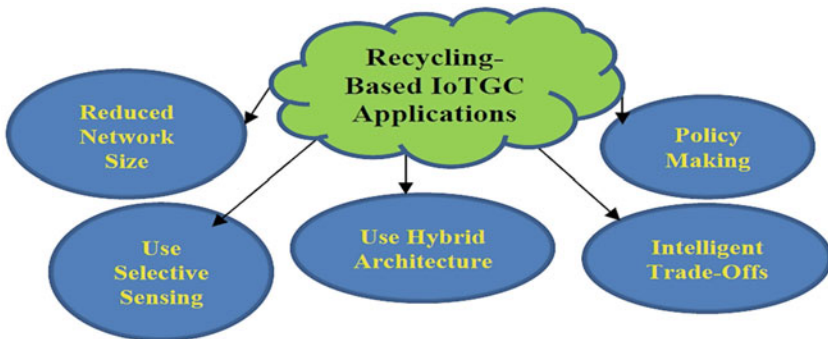 Recycling-
Based IoTGC
Applications
Reduced
Network
Size
Policy
Making
Use
Selective
Sensing
Use Hybrid
Architecture
Intelligent
Trade-Offs